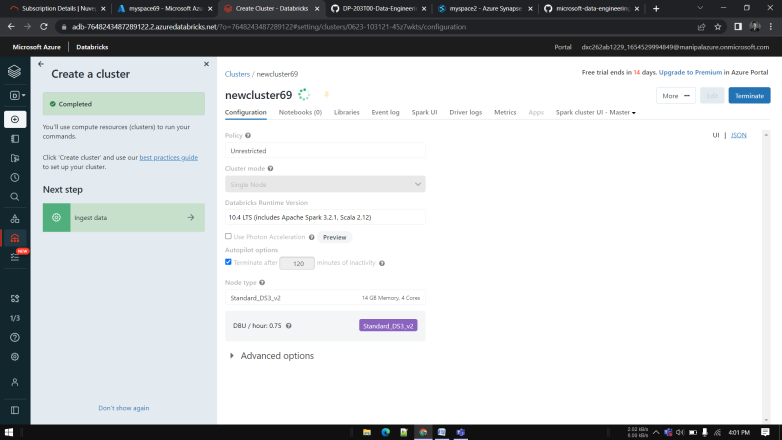 Subscription Details | Nuvep
myspace69 - Microsoft Az
Create Cluster - Databricks
DP-203T00-Data-Engineer
myspace2 - Azure Synapse
microsoft-data-engineering
adb-7648243487289122.2.azuredatabricks.net/?o=7648243487289122#setting/clusters/0623-103121-45z7wkts/configuration
Microsoft Azure | Databricks
Portal
dxc262ab1229_1654529994849@manipalazure.onmicrosoft.com
Create a cluster
Completed
You'll use compute resources (clusters) to run your
commands.
Click 'Create cluster' and use our best practices guide
to set up your cluster.
Next step
Ingest data
Don't show again
D
NEW
1/3
Clusters / newcluster69
Free trial ends in 14 days. Upgrade to Premium in Azure Portal
newcluster69
More
Edit
Terminate
Configuration
Notebooks (0)
Libraries
Event log
Spark UI
Driver logs
Metrics
Apps
Spark cluster UI - Master
UI | JSON
Policy
Unrestricted
Cluster mode
Single Node
Databricks Runtime Version
10.4 LTS (includes Apache Spark 3.2.1, Scala 2.12)
Use Photon Acceleration
Preview
Autopilot options
Terminate after 120 minutes of inactivity
Node type
Standard_DS3_v2
14 GB Memory, 4 Cores
DBU / hour: 0.75
Standard_DS3_v2
Advanced options
4:01 PM